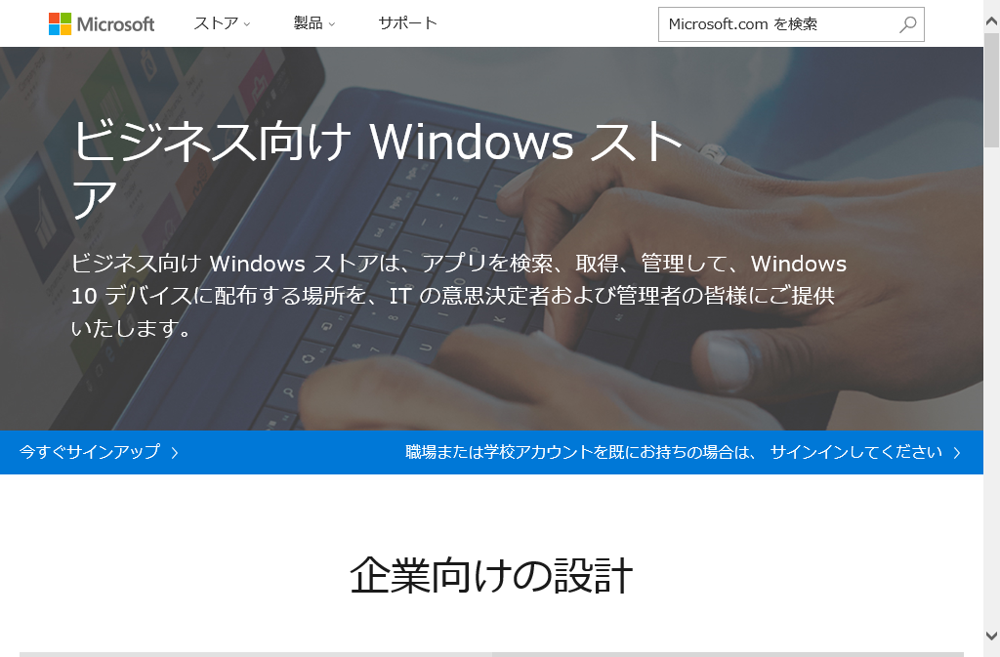 Microsoft
ストア
製品
サポート
Microsoft.com を検索
ビジネス向け Windows スト
ア
ビジネス向け Windows ストアは、アプリを検索、取得、管理して、Windows
10 デバイスに配布する場所を、IT の意思決定者および管理者の皆様にご提供
いたします。
今すぐサインアップ
職場または学校アカウントを既にお持ちの場合は、 サインインしてください
企業向けの設計